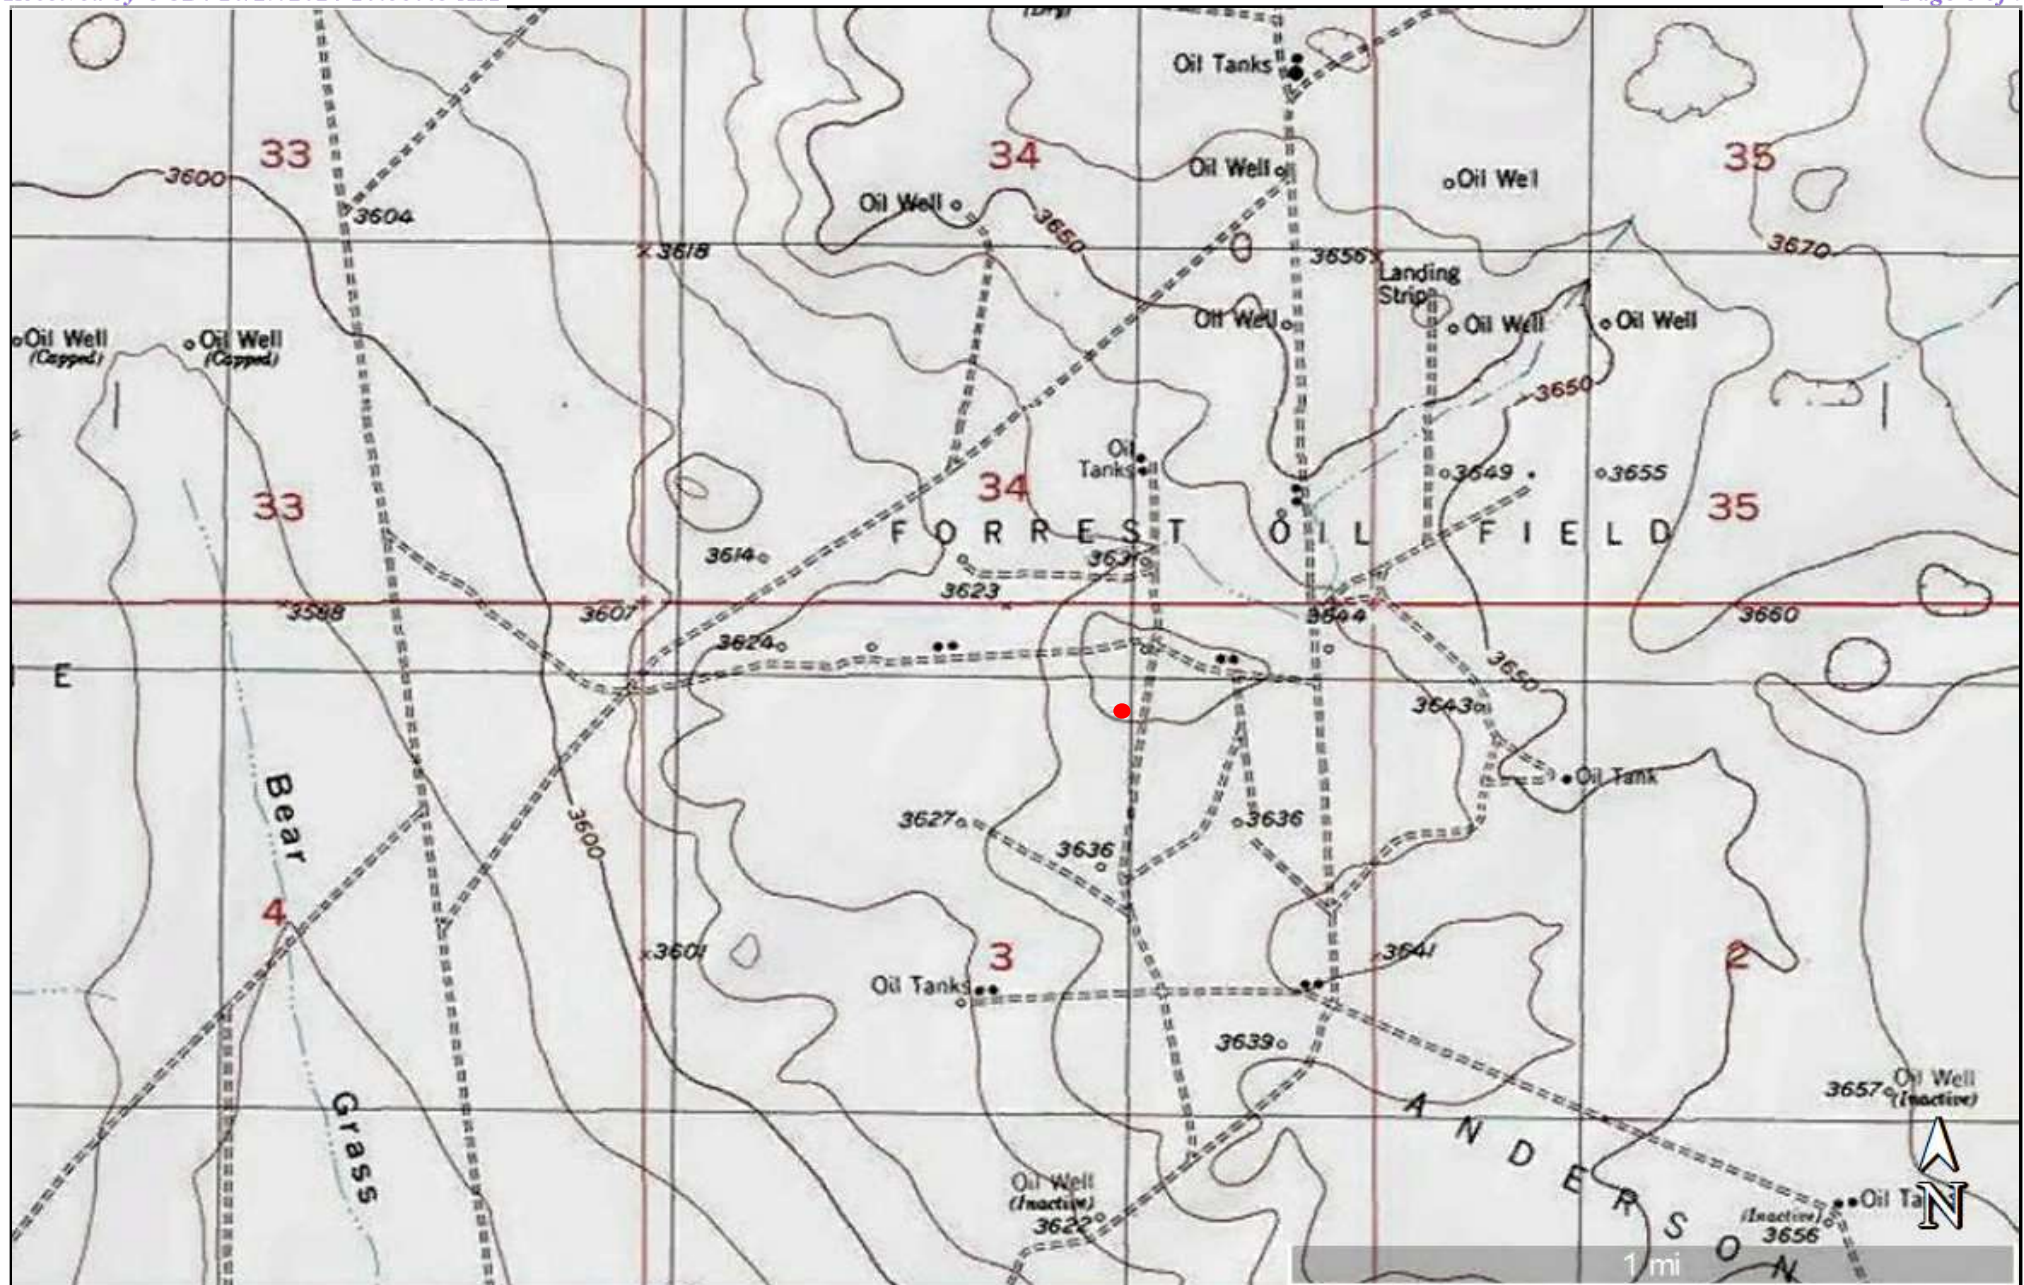 Oil Tanks
33
34
35
Oil Well
Oil Wel
3600
3604
Oil Well
3650
3670
3618
3656
Landing
Strip
Oil Well
Oil Well
Oil Well
Oil Well
(Capped)
Oil Well
(Capped)
3650
Oil
Tanks
33
34
35
3649
3655
FORREST OIL FIELD
3614
3631
3623
3588
3607
3644
3660
3624
E
3650
3643
Oil Tank
Bear
3627
3636
3636
3600
4
3
2
3601
3641
Oil Tanks
3639
Grass
ANDERSON
3657
Oil Well
(Inactive)
Oil Well
(Inactive)
3622
Oil Ta
(Inactive)
3656
N
1 mi